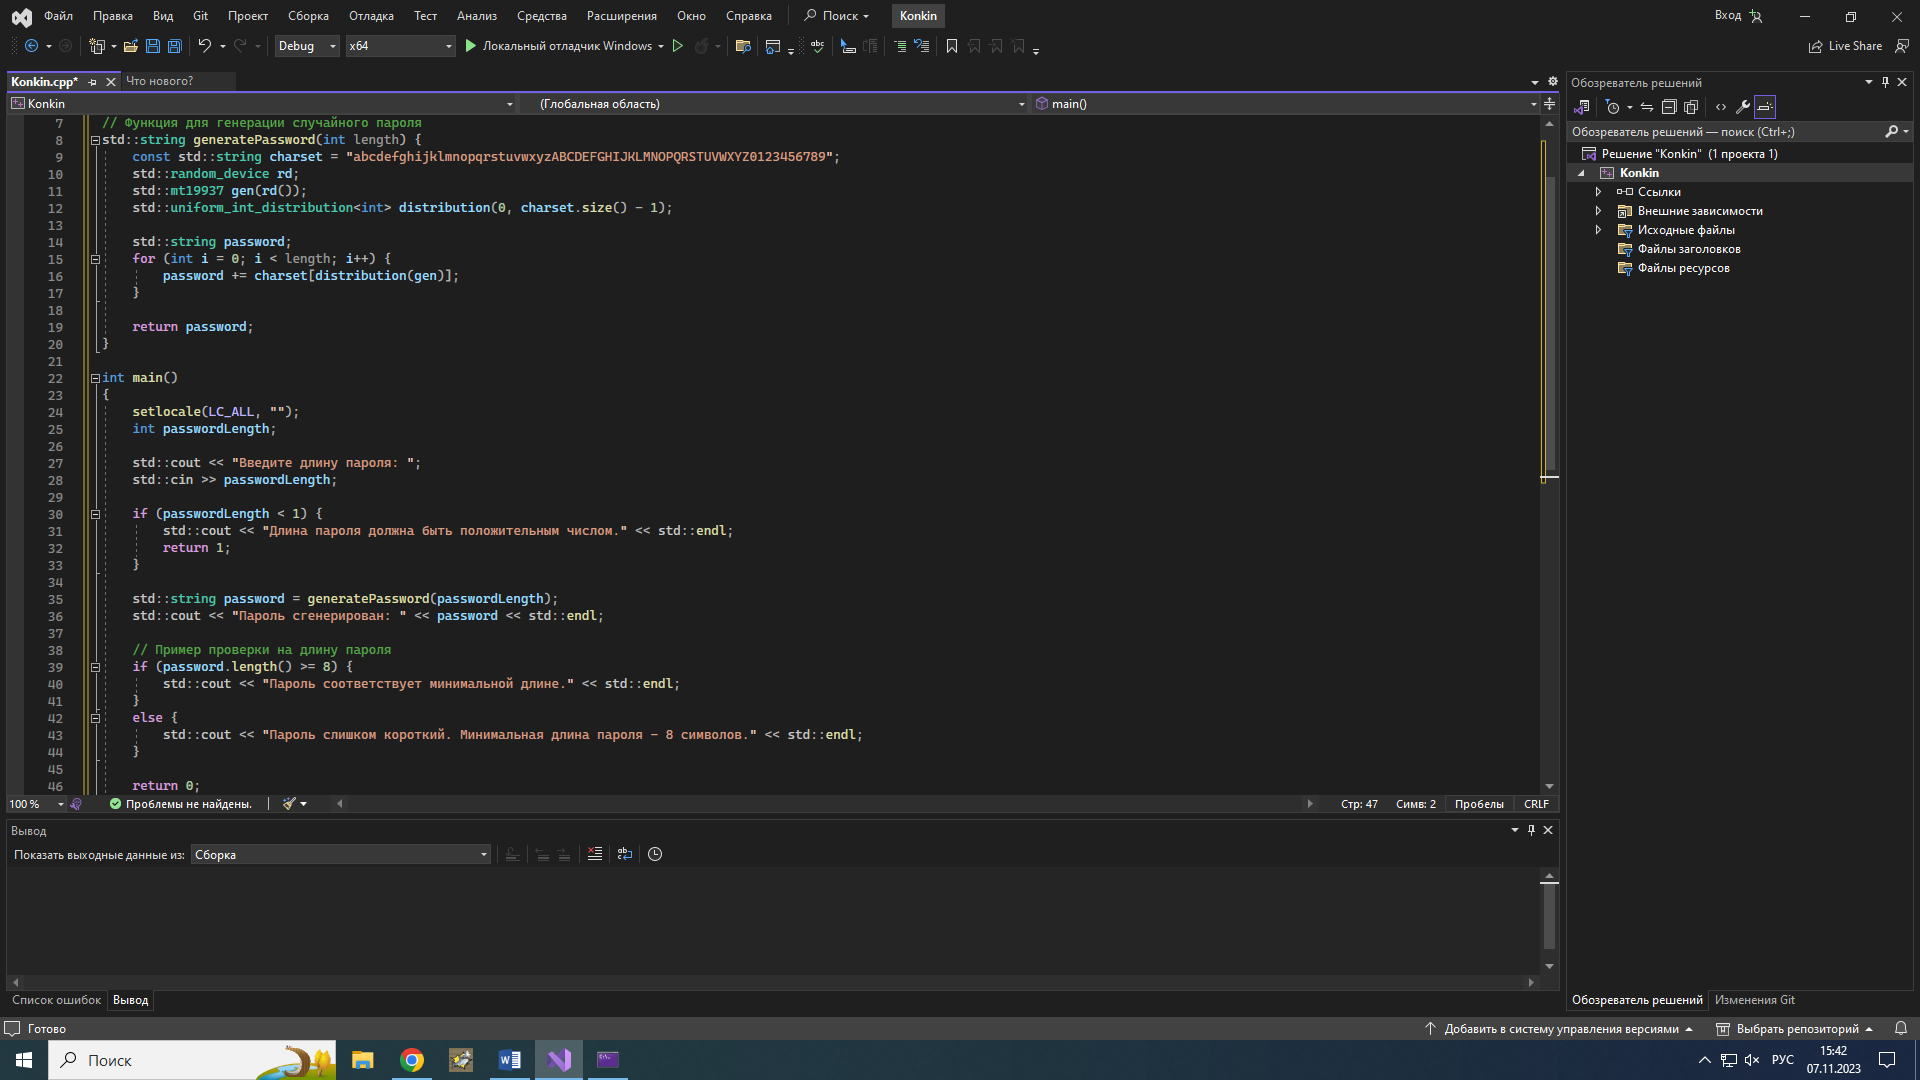 Файл Правка Вид Git Проект Сборка Отладка Тест Анализ Средства Расширения Окно Справка Поиск Konkin Вход
Debug x64 Локальный отладчик Windows Live Share
Konkin.cpp* Что нового?
Konkin (Глобальная область) main()
7 // Функция для генерации случайного пароля
8 std::string generatePassword(int length) {
9 const std::string charset = "abcdefghijklmnopqrstuvwxyzABCDEFGHIJKLMNOPQRSTUVWXYZ0123456789";
10 std::random_device rd;
11 std::mt19937 gen(rd());
12 std::uniform_int_distribution<int> distribution(0, charset.size() - 1);
13
14 std::string password;
15 for (int i = 0; i < length; i++) {
16 password += charset[distribution(gen)];
17 }
18
19 return password;
20 }
21
22 int main()
23 {
24 setlocale(LC_ALL, "");
25 int passwordLength;
26
27 std::cout << "Введите длину пароля: ";
28 std::cin >> passwordLength;
29
30 if (passwordLength < 1) {
31 std::cout << "Длина пароля должна быть положительным числом." << std::endl;
32 return 1;
33 }
34
35 std::string password = generatePassword(passwordLength);
36 std::cout << "Пароль сгенерирован: " << password << std::endl;
37
38 // Пример проверки на длину пароля
39 if (password.length() >= 8) {
40 std::cout << "Пароль соответствует минимальной длине." << std::endl;
41 }
42 else {
43 std::cout << "Пароль слишком короткий. Минимальная длина пароля - 8 символов." << std::endl;
44 }
45
46 return 0;
100 % Проблемы не найдены. Стр: 47 Симв: 2 Пробелы CRLF
Вывод
Показать выходные данные из: Сборка
Список ошибок Вывод
Обозреватель решений
Обозреватель решений — поиск (Ctrl+;)
Решение "Konkin" (1 проекта 1)
Konkin
Ссылки
Внешние зависимости
Исходные файлы
Файлы заголовков
Файлы ресурсов
Обозреватель решений Изменения Git
Готово Добавить в систему управления версиями Выбрать репозиторий
Поиск РУС 15:42
07.11.2023